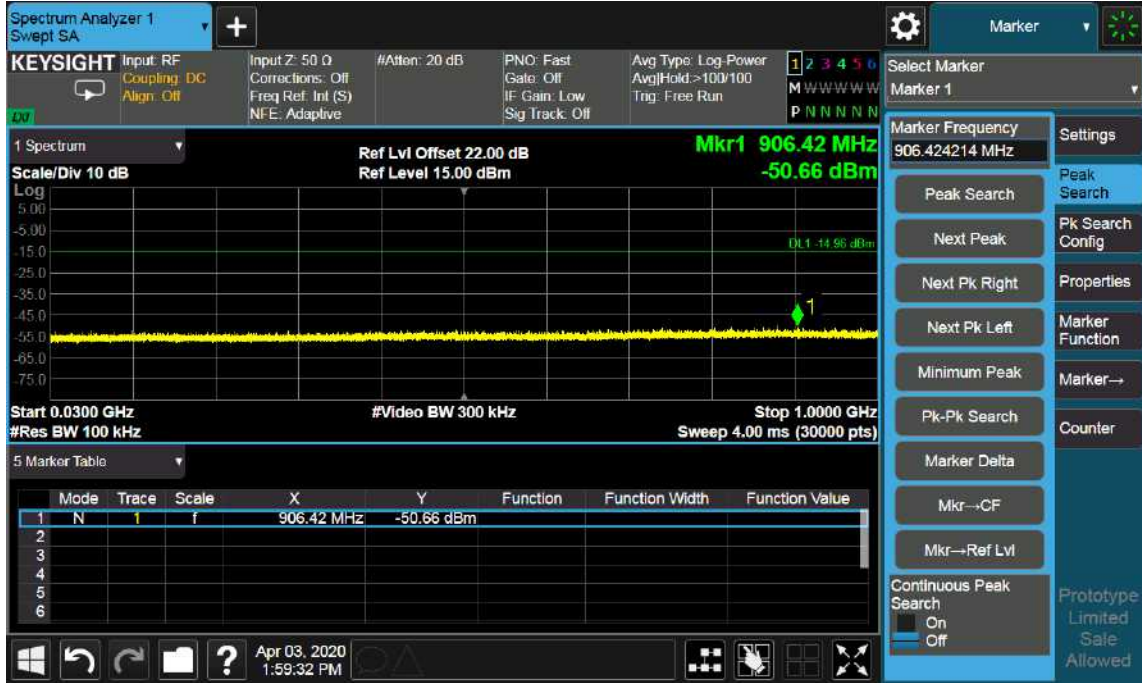 Spectrum Analyzer 1
Swept SA
+
Marker
KEYSIGHT
Input: RF
Coupling: DC
Align: Off
Input Z: 50 Ω
Corrections: Off
Freq Ref: Int (S)
NFE: Adaptive
#Atten: 20 dB
PNO: Fast
Gate: Off
IF Gain: Low
Sig Track: Off
Avg Type: Log-Power
Avg|Hold:>100/100
Trig: Free Run
1 2 3 4 5 6
M W W W W W
P N N N N N
Select Marker
Marker 1
1 Spectrum
Scale/Div 10 dB
Ref Lvl Offset 22.00 dB
Ref Level 15.00 dBm
Mkr1 906.42 MHz
-50.66 dBm
Log
5.00
-5.00
-15.0
-25.0
-35.0
-45.0
-55.0
-65.0
-75.0
DL1 -14.96 dBm
1
Start 0.0300 GHz
#Res BW 100 kHz
#Video BW 300 kHz
Stop 1.0000 GHz
Sweep 4.00 ms (30000 pts)
5 Marker Table
Mode Trace Scale X Y Function Function Width Function Value
1 N 1 f 906.42 MHz -50.66 dBm
2
3
4
5
6
Marker Frequency
906.424214 MHz
Peak Search
Next Peak
Next Pk Right
Next Pk Left
Minimum Peak
Pk-Pk Search
Marker Delta
Mkr→CF
Mkr→Ref Lvl
Continuous Peak
Search
On
Off
Settings
Peak
Search
Pk Search
Config
Properties
Marker
Function
Marker→
Counter
Prototype
Limited
Sale
Allowed
?
Apr 03, 2020
1:59:32 PM